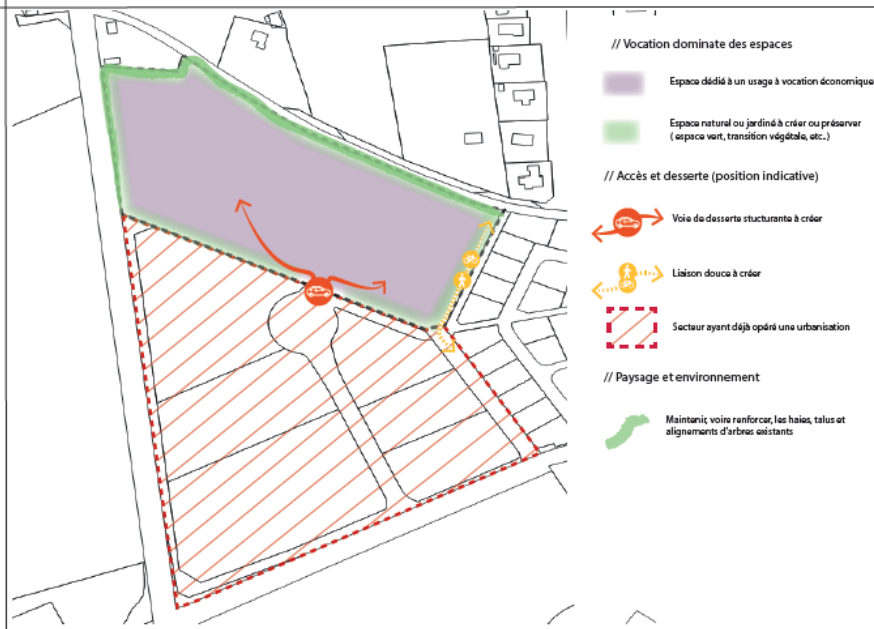 // Vocation dominate des espaces
Espace dédié à un usage à vocation économique
Espace naturel ou jardiné à créer ou préserver
( espace vert, transition végétale, etc..)
// Accès et desserte (position indicative)
Voie de desserte stucturante à créer
Liaison douce à créer
Secteur ayant déjà opéré une urbanisation
// Paysage et environnement
Maintenir, voire renforcer, les haies, talus et
alignements d'arbres existants